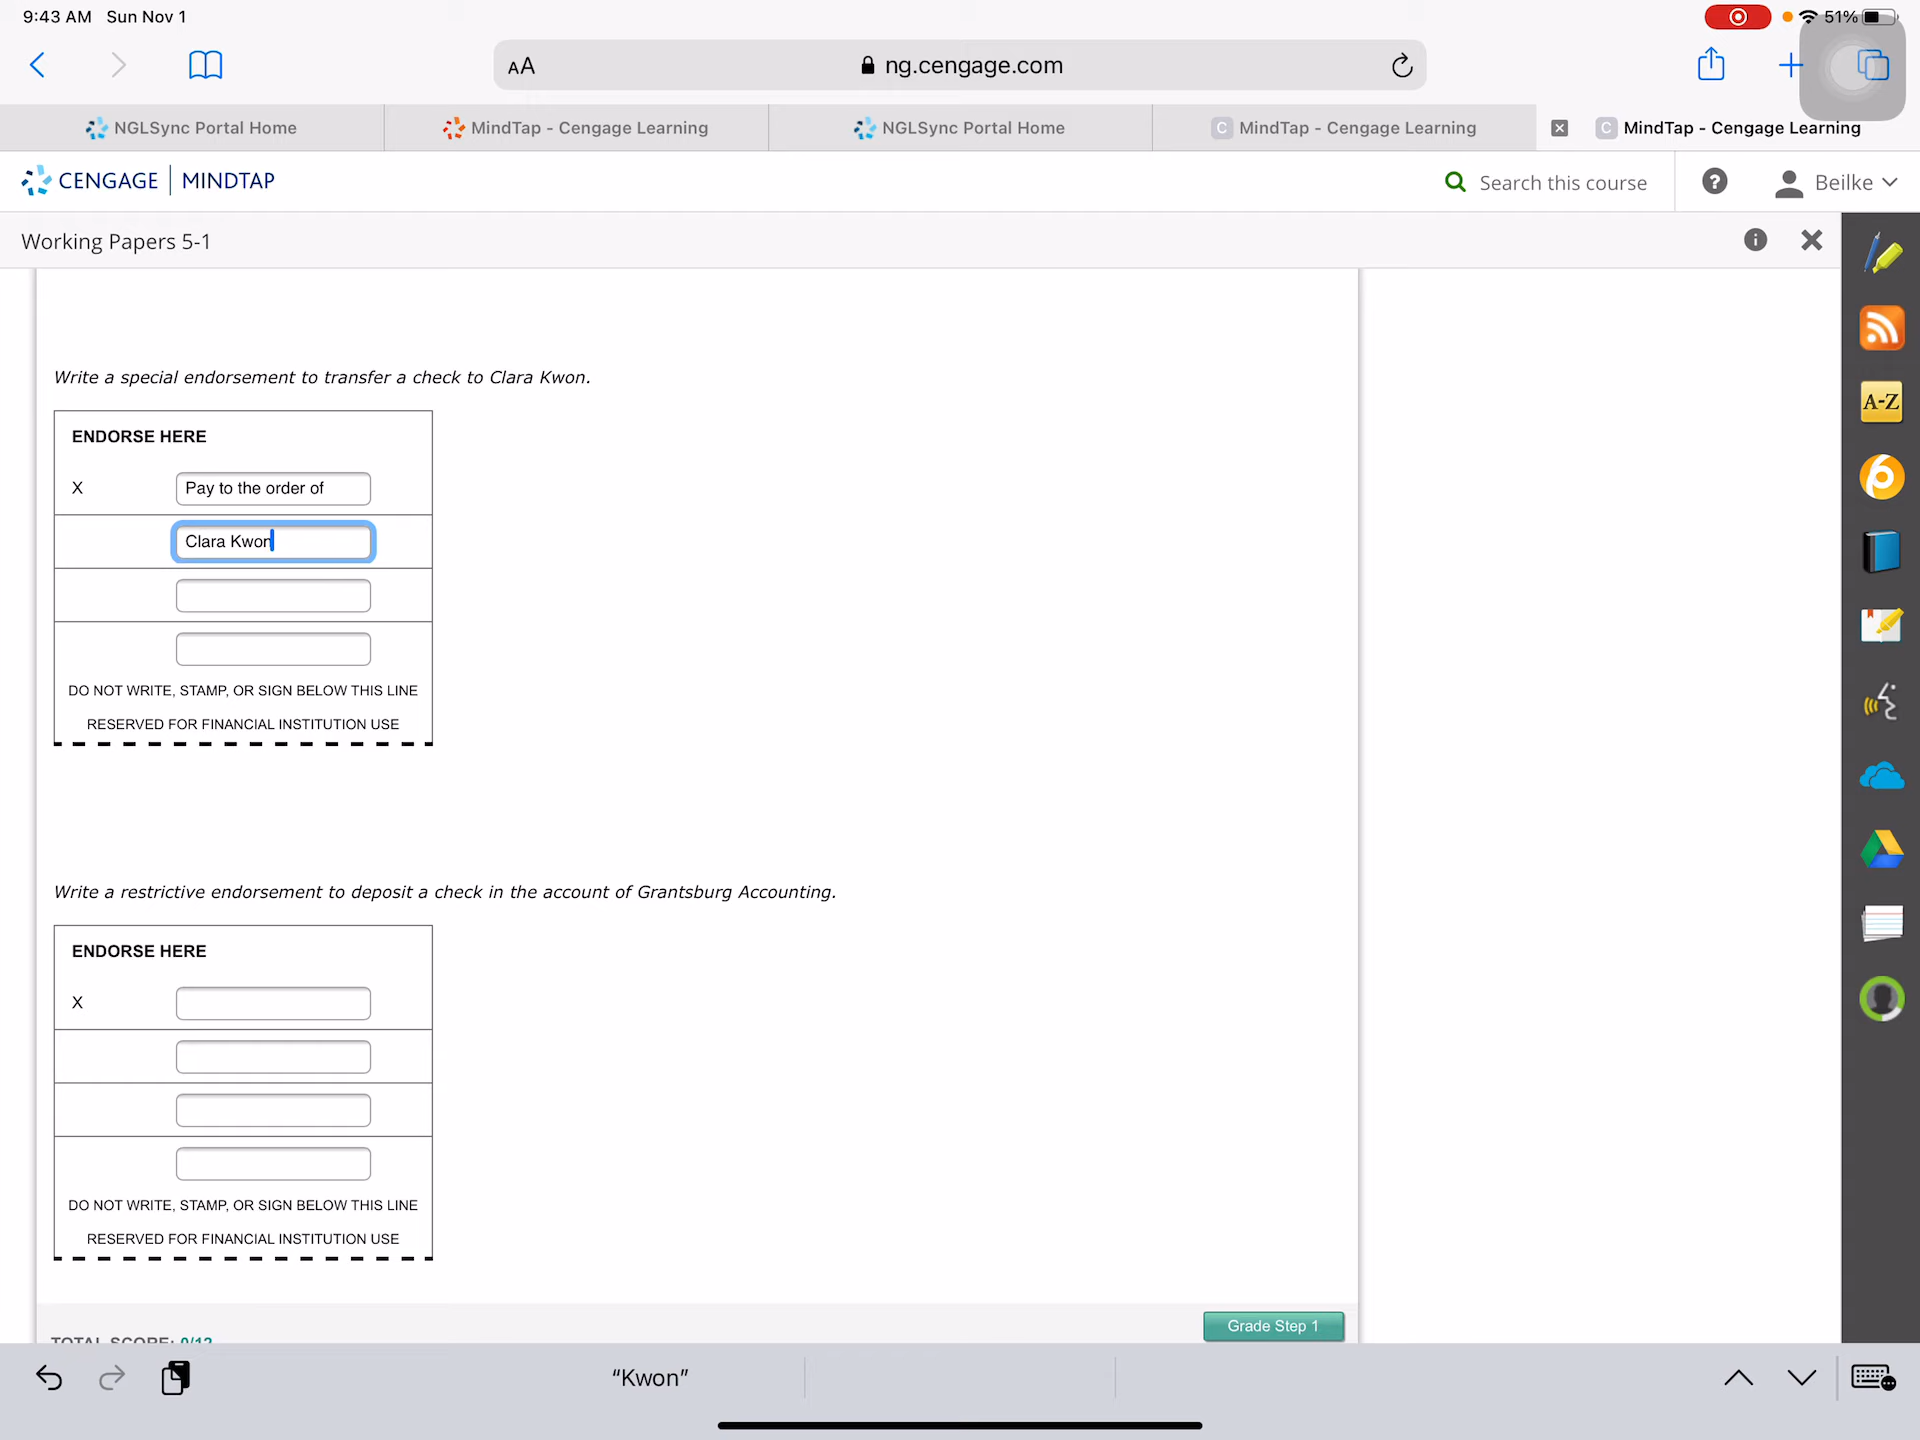 9:43 AM Sun Nov 1
51%
AA
ng.cengage.com
NGLSync Portal Home
MindTap - Cengage Learning
NGLSync Portal Home
C MindTap - Cengage Learning
C MindTap - Cengage Learning
CENGAGE MINDTAP
Search this course
?
Beilke
Working Papers 5-1
Write a special endorsement to transfer a check to Clara Kwon.
ENDORSE HERE
X Pay to the order of
Clara Kwon
DO NOT WRITE, STAMP, OR SIGN BELOW THIS LINE
RESERVED FOR FINANCIAL INSTITUTION USE
Write a restrictive endorsement to deposit a check in the account of Grantsburg Accounting.
ENDORSE HERE
X
DO NOT WRITE, STAMP, OR SIGN BELOW THIS LINE
RESERVED FOR FINANCIAL INSTITUTION USE
Grade Step 1
TOTAL SCORE: 0/12
A-Z
“Kwon”